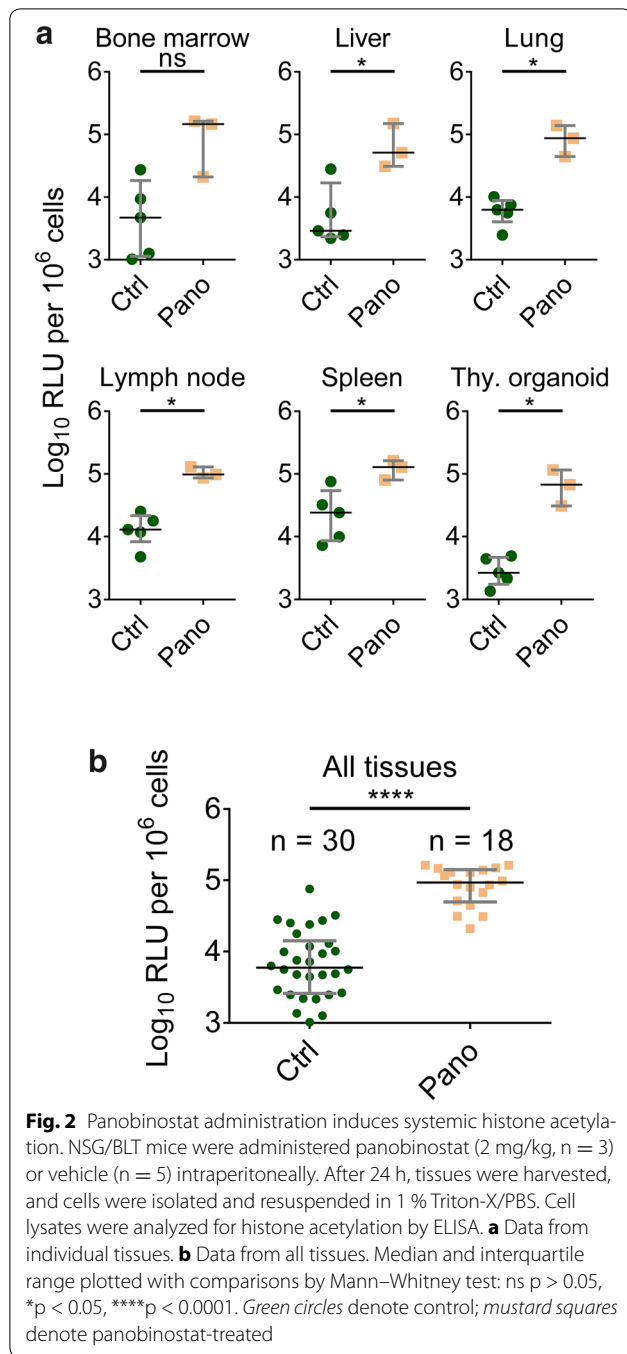 a
Bone marrow
Liver
Lung
ns
*
*
Log10 RLU per 10^6 cells
6
5
4
3
Ctrl
Pano
6
5
4
3
Ctrl
Pano
6
5
4
3
Ctrl
Pano
Lymph node
Spleen
Thy. organoid
*
*
*
6
5
4
3
Ctrl
Pano
6
5
4
3
Ctrl
Pano
6
5
4
3
Ctrl
Pano
b
All tissues
****
n = 30
n = 18
Log10 RLU per 10^6 cells
6
5
4
3
Ctrl
Pano
Fig. 2 Panobinostat administration induces systemic histone acetyla-
tion. NSG/BLT mice were administered panobinostat (2 mg/kg, n = 3)
or vehicle (n = 5) intraperitoneally. After 24 h, tissues were harvested,
and cells were isolated and resuspended in 1 % Triton-X/PBS. Cell
lysates were analyzed for histone acetylation by ELISA. a Data from
individual tissues. b Data from all tissues. Median and interquartile
range plotted with comparisons by Mann–Whitney test: ns p > 0.05,
*p < 0.05, ****p < 0.0001. Green circles denote control; mustard squares
denote panobinostat-treated